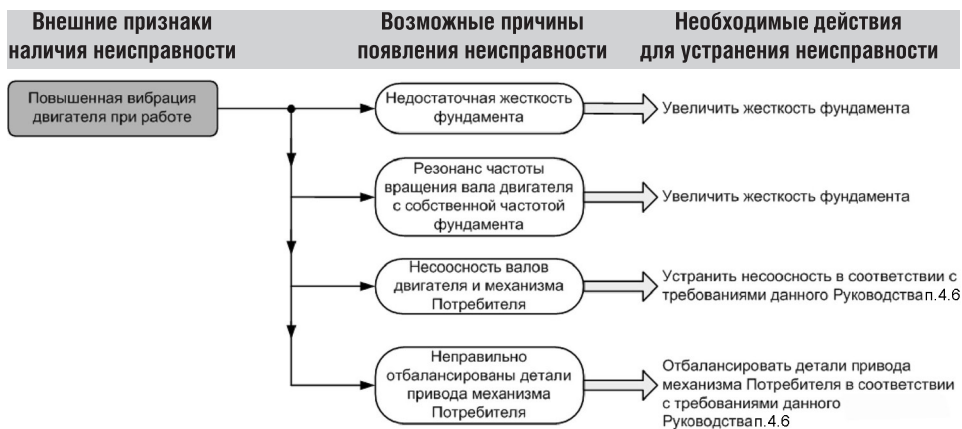 Внешние признаки
наличия неисправности
Возможные причины
появления неисправности
Необходимые действия
для устранения неисправности
Повышенная вибрация
двигателя при работе
Недостаточная жесткость
фундамента
Увеличить жесткость фундамента
Резонанс частоты
вращения вала двигателя
с собственной частотой
фундамента
Увеличить жесткость фундамента
Несоосность валов
двигателя и механизма
Потребителя
Устранить несоосность в соответствии с
требованиями данного Руководства п.4.6
Неправильно
отбалансированы детали
привода механизма
Потребителя
Отбалансировать детали привода
механизма Потребителя в соответствии
с требованиями данного
Руководства п.4.6